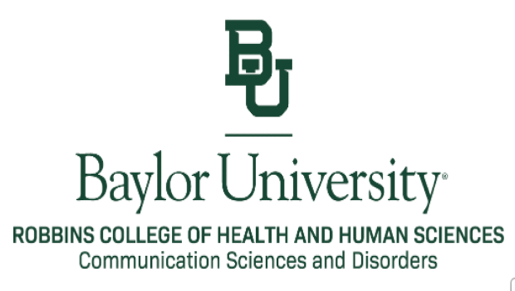 BU
Baylor University®
ROBBINS COLLEGE OF HEALTH AND HUMAN SCIENCES
Communication Sciences and Disorders